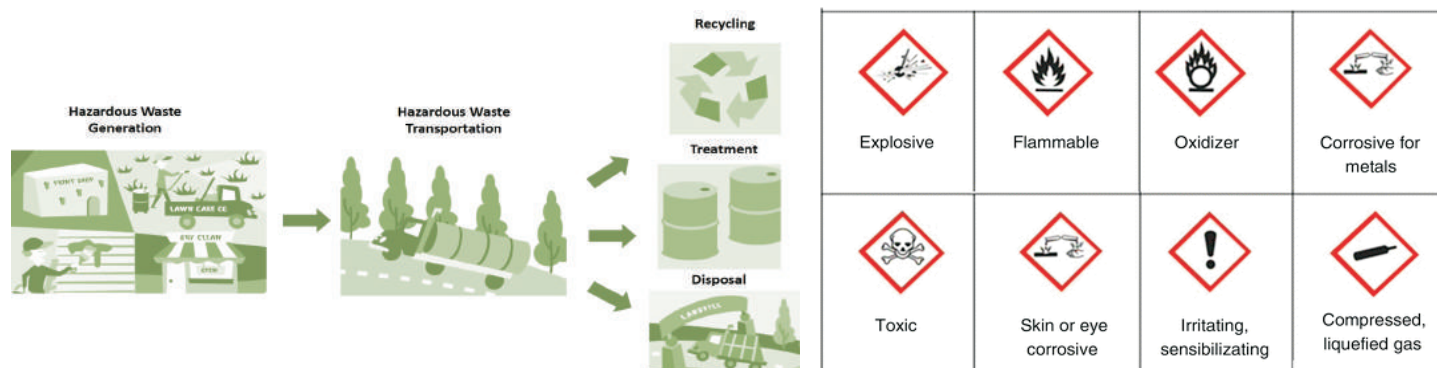 Hazardous Waste
Generation
PAINT SHOP
LAWN CARE CO
DRY CLEAN
OPEN
Hazardous Waste
Transportation
Recycling
Treatment
Disposal
LANDFILL
Explosive
Flammable
Oxidizer
Corrosive for
metals
Toxic
Skin or eye
corrosive
Irritating,
sensibilizating
Compressed,
liquefied gas